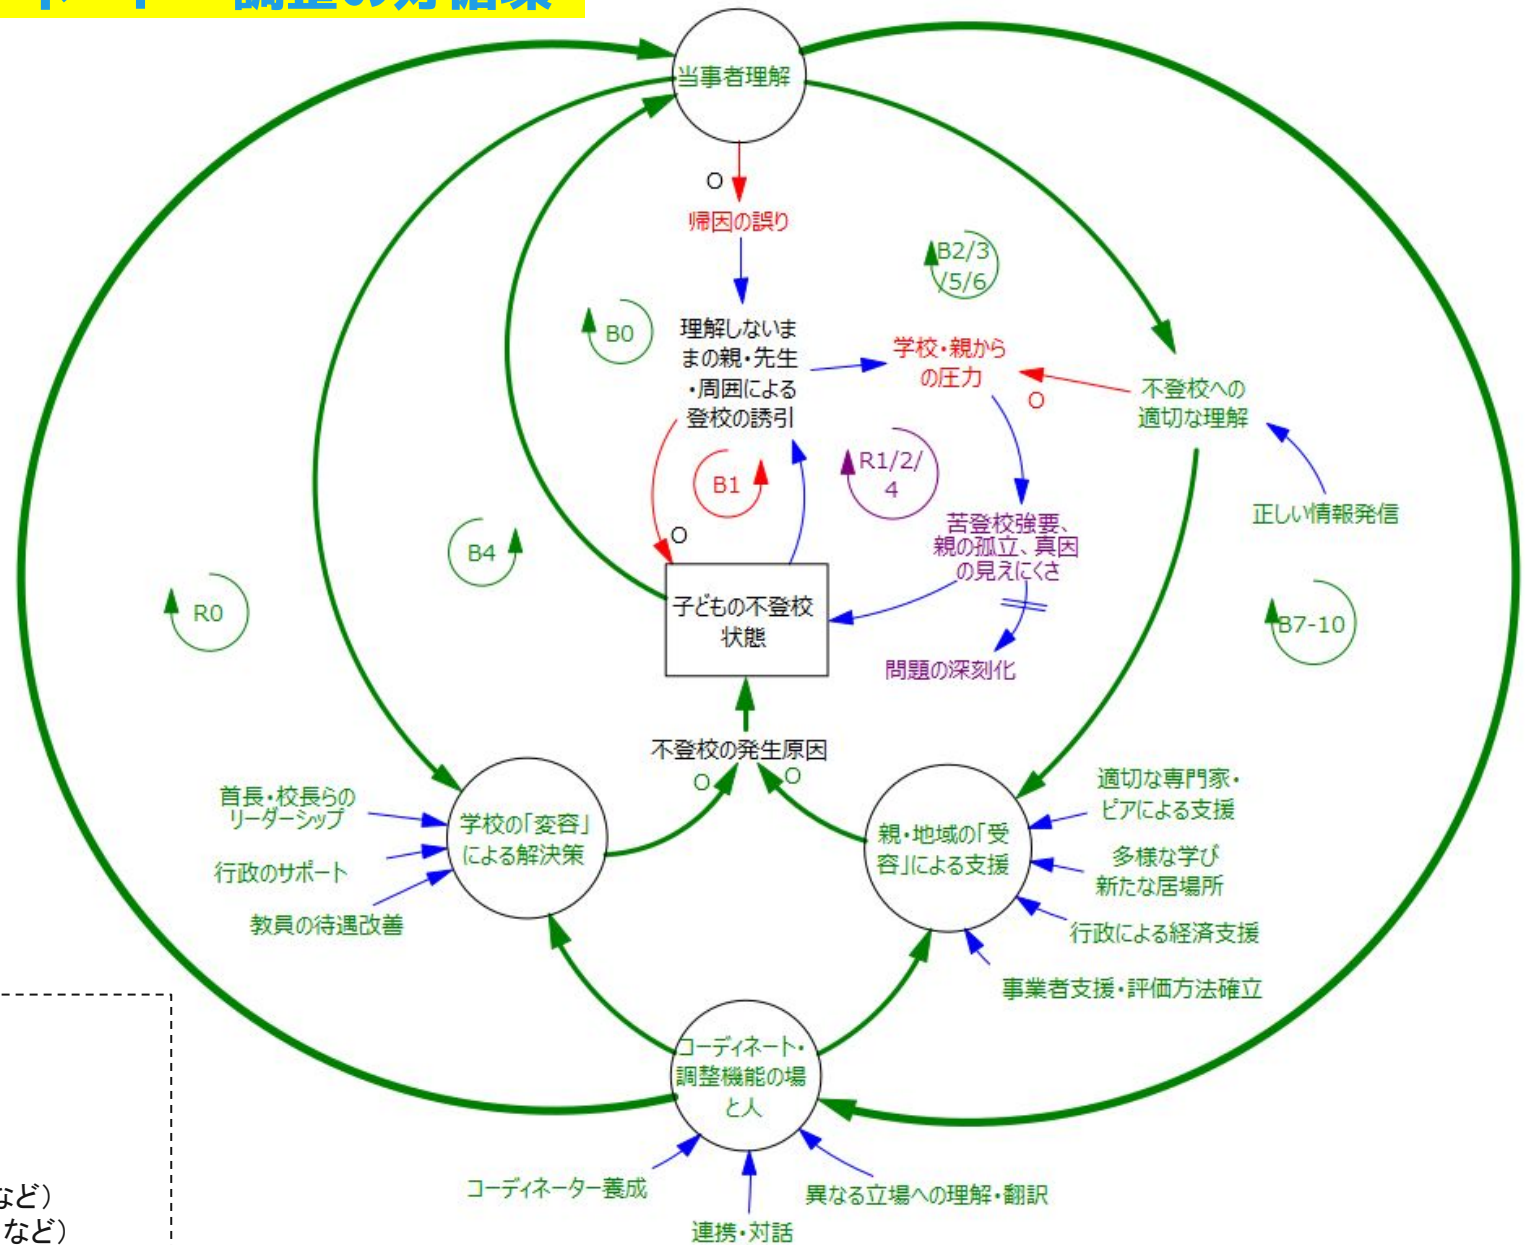 当事者理解
O
帰因の誤り
B2/3
/5/6
B0
理解しないま
まの親・先生
・周囲による
登校の誘引
学校・親から
の圧力
O
不登校への
適切な理解
B1
R1/2/
4
正しい情報発信
O
苦登校強要、
親の孤立、真因
の見えにくさ
B4
R0
子どもの不登校
状態
B7-10
問題の深刻化
不登校の発生原因
O
O
首長・校長らの
リーダーシップ
行政のサポート
教員の待遇改善
学校の「変容」
による解決策
親・地域の「受
容」による支援
適切な専門家・
ピアによる支援
多様な学び
新たな居場所
行政による経済支援
事業者支援・評価方法確立
コーディネート・
調整機能の場
と人
コーディネーター養成
連携・対話
異なる立場への理解・翻訳
など）
など）